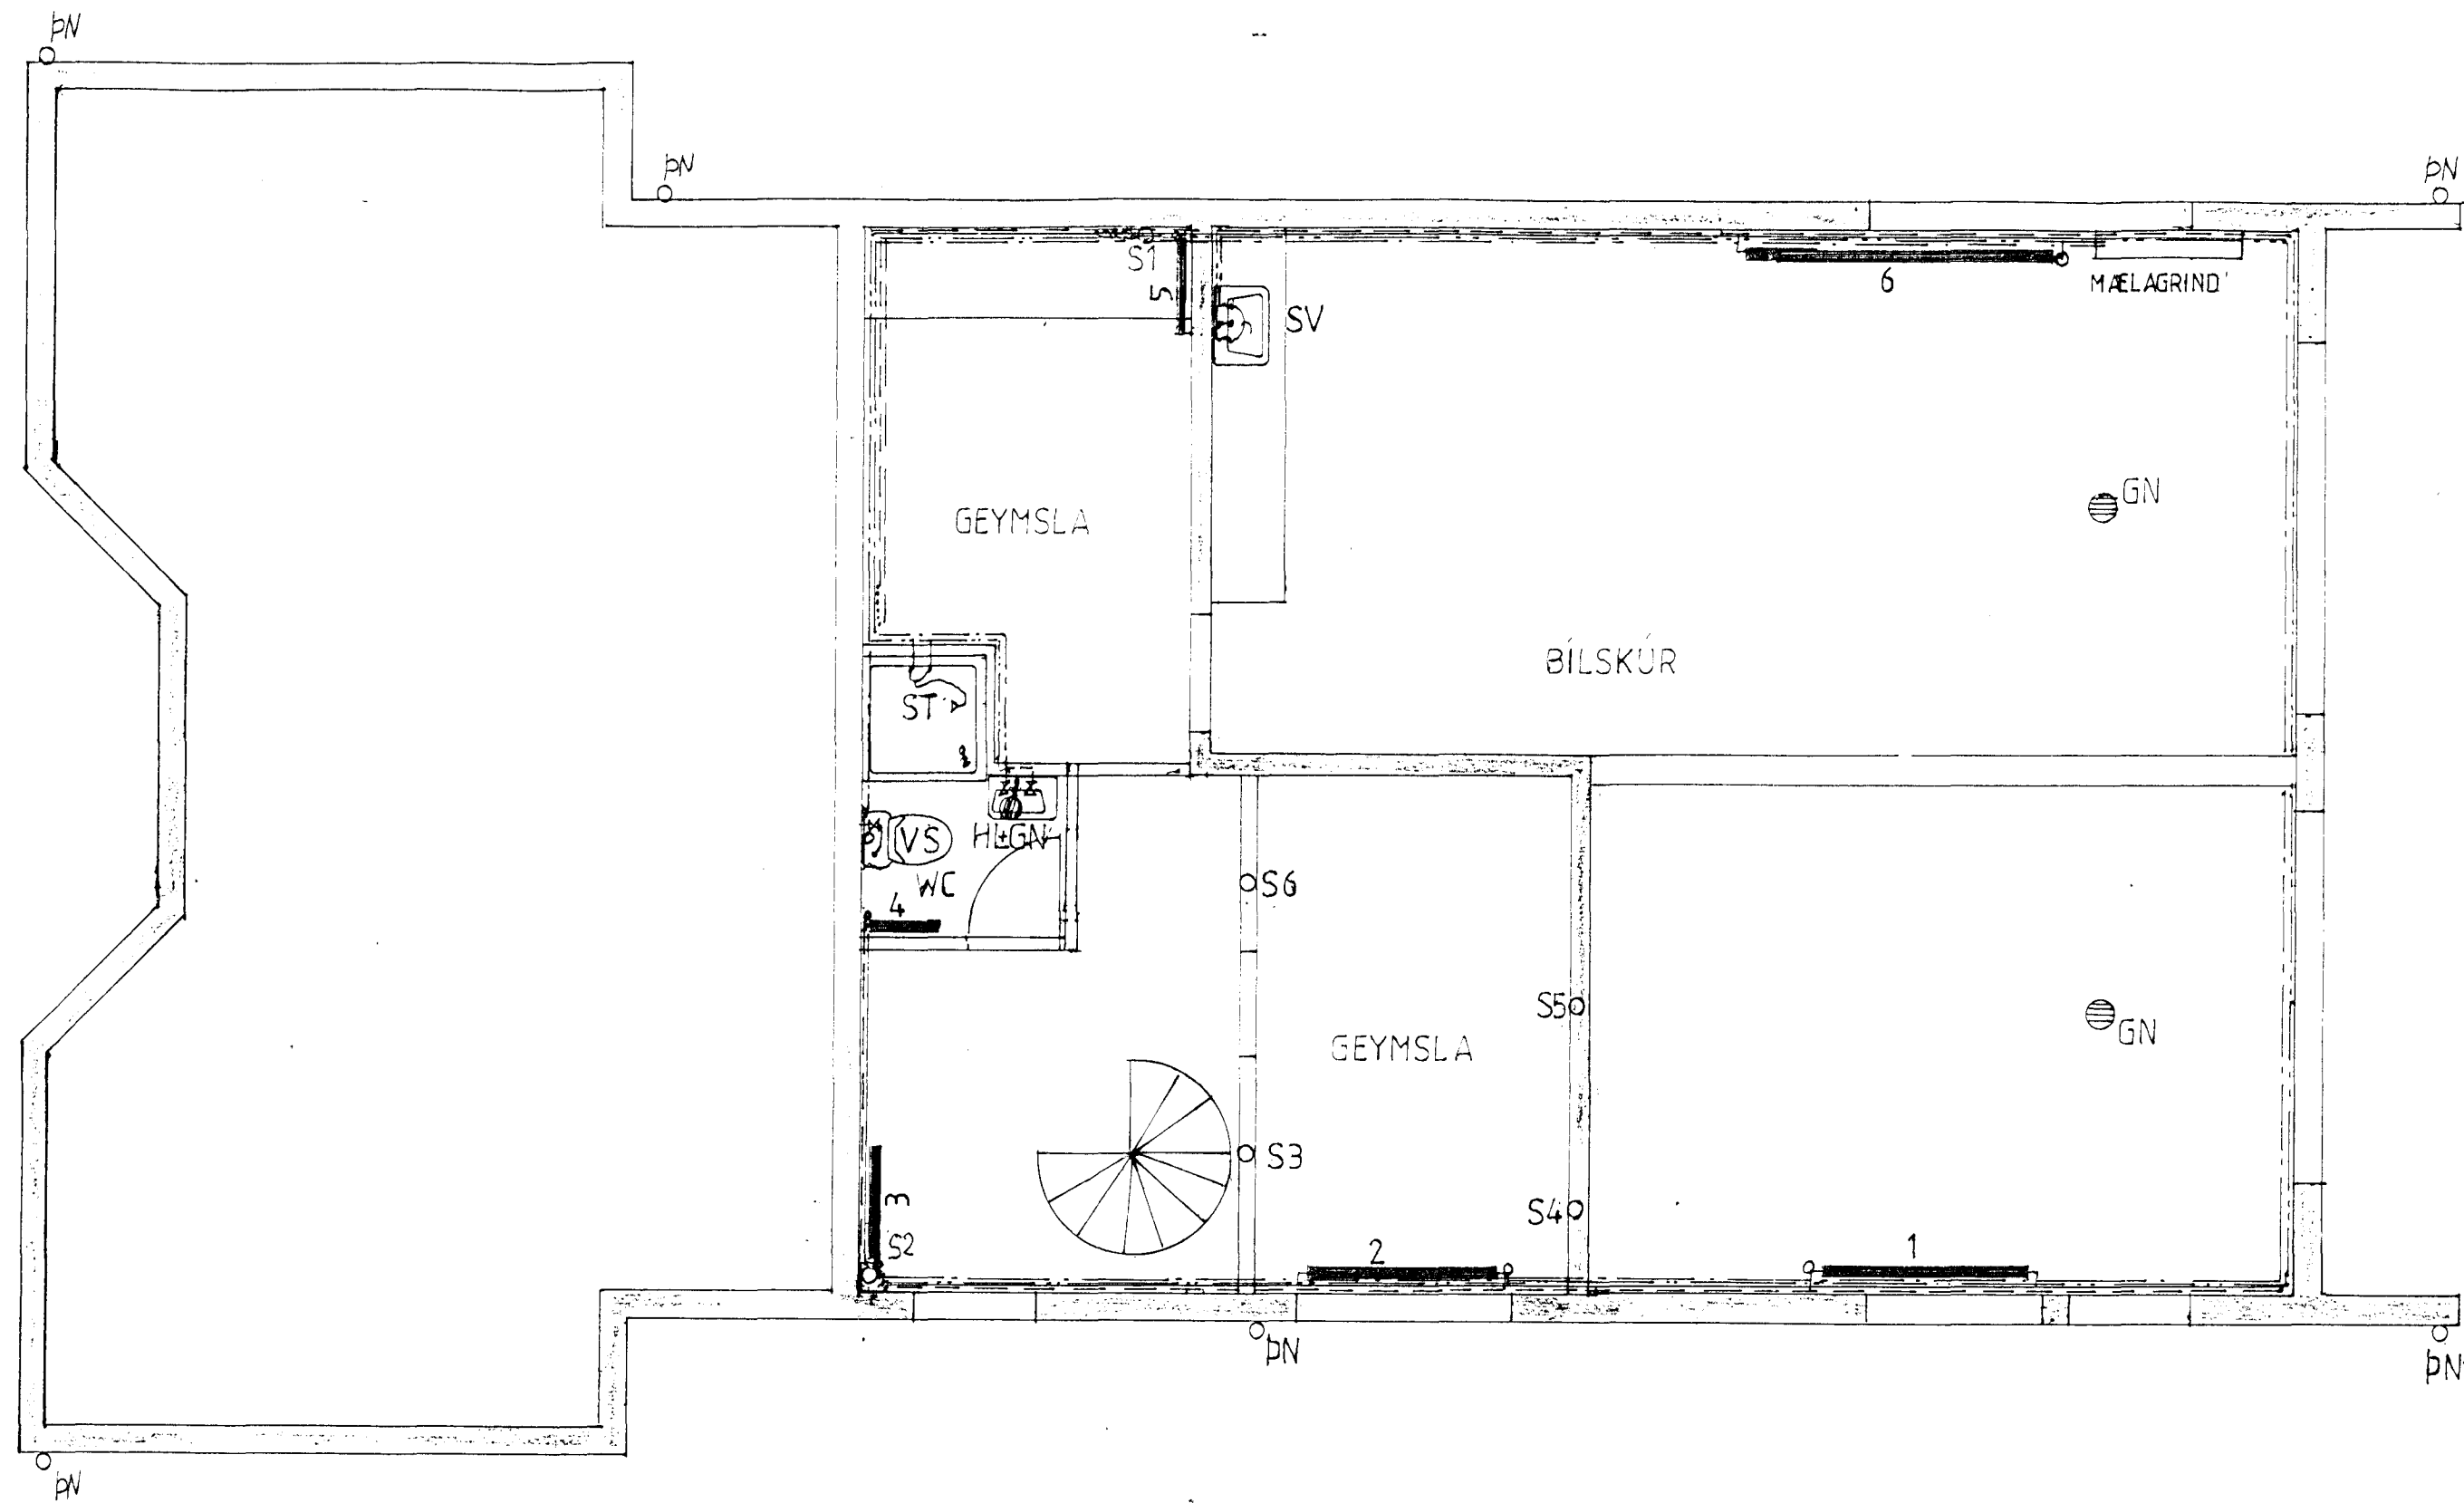 ÞN
ÞN
ÞN
S1
5
SV
6
MÆLAGRIND
GN
GEYMSLA
BÍLSKÚR
ST
VS
HL+GN
WC
4
S6
S5
GEYMSLA
GN
S3
3
S4
S2
2
1
ÞN
ÞN
ÞN